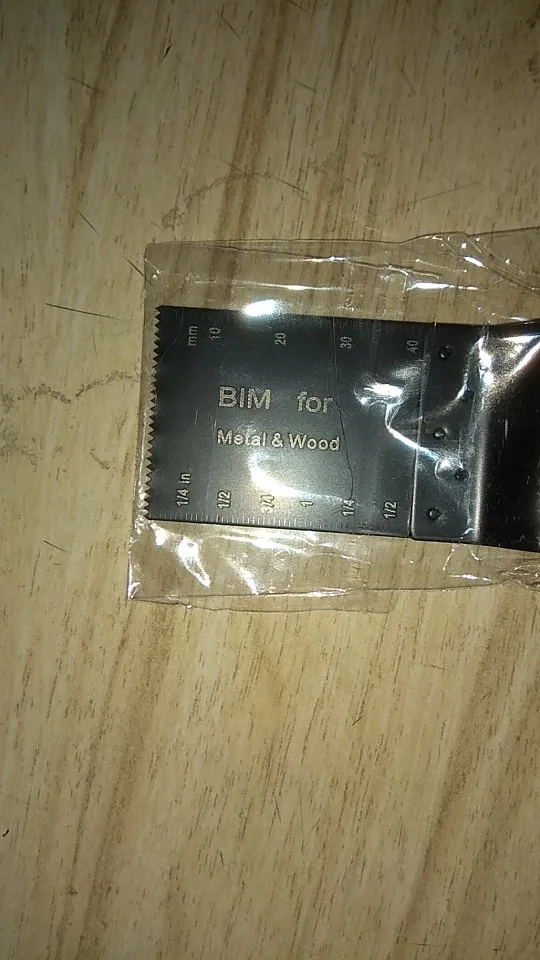 mm 10 20 30 40
BIM for
Metal & Wood
1/4 in 1/2 3/4 1 1/4 1/2